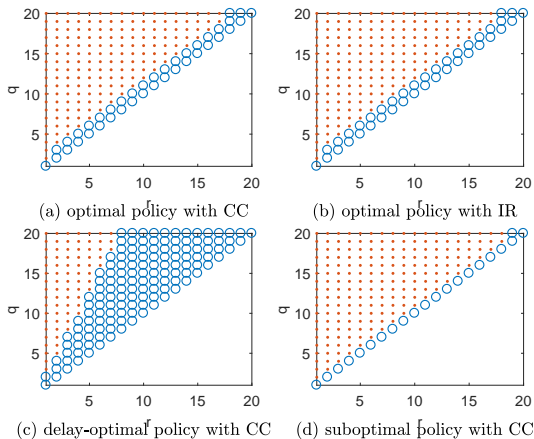 20
15
10
5
q
5 10 15 20
r
(a) optimal policy with CC
20
15
10
5
q
5 10 15 20
r
(b) optimal policy with IR
20
15
10
5
q
5 10 15 20
r
(c) delay-optimal policy with CC
20
15
10
5
q
5 10 15 20
r
(d) suboptimal policy with CC